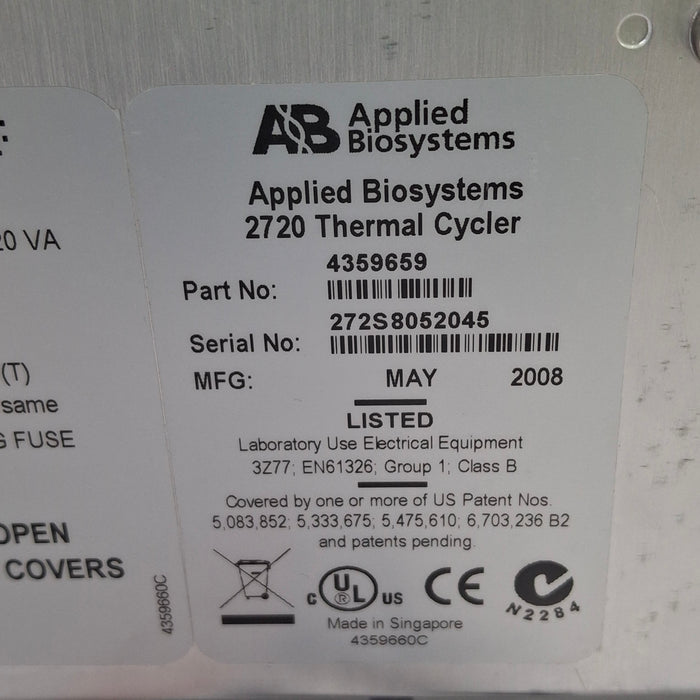 AB Applied
Biosystems
Applied Biosystems
2720 Thermal Cycler
4359659
Part No:
272S8052045
Serial No:
MFG: MAY 2008
LISTED
Laboratory Use Electrical Equipment
3Z77; EN61326; Group 1; Class B
Covered by one or more of US Patent Nos.
5,083,852; 5,333,675; 5,475,610; 6,703,236 B2
and patents pending.
C UL ® US CE N2284
Made in Singapore
4359660C
VA
(T)
same
FUSE
OPEN
COVERS
4359660C